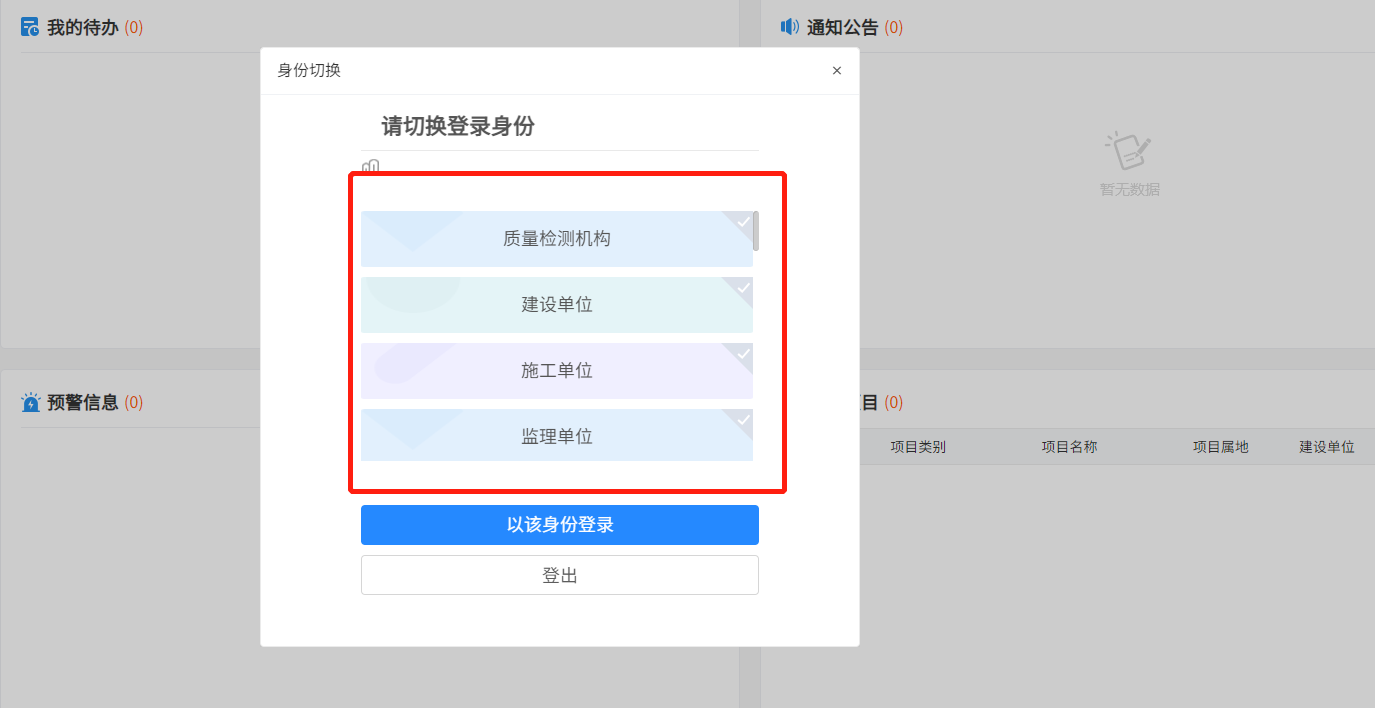 我的待办 (0)
通知公告 (0)
身份切换
×
请切换登录身份
暂无数据
质量检测机构
建设单位
施工单位
监理单位
预警信息 (0)
目 (0)
项目类别 项目名称 项目属地 建设单位
以该身份登录
登出